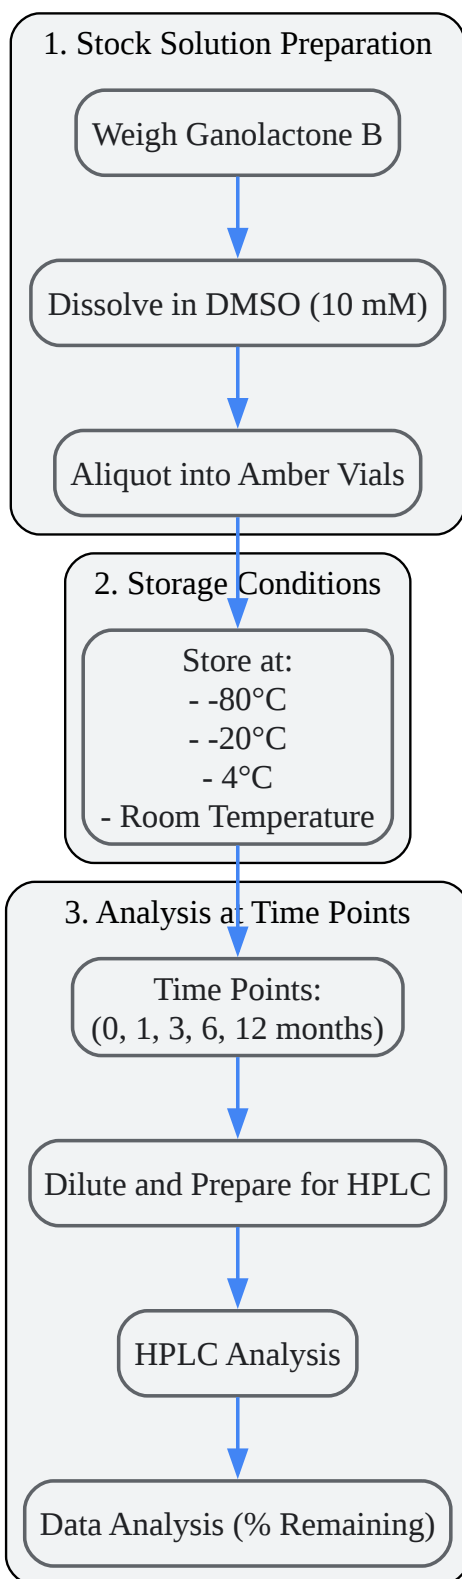 1. Stock Solution Preparation
Weigh Ganolactone B
Dissolve in DMSO (10 mM)
Aliquot into Amber Vials
2. Storage Conditions
Store at:
- -80°C
- -20°C
- 4°C
- Room Temperature
3. Analysis at Time Points
Time Points:
(0, 1, 3, 6, 12 months)
Dilute and Prepare for HPLC
HPLC Analysis
Data Analysis (% Remaining)